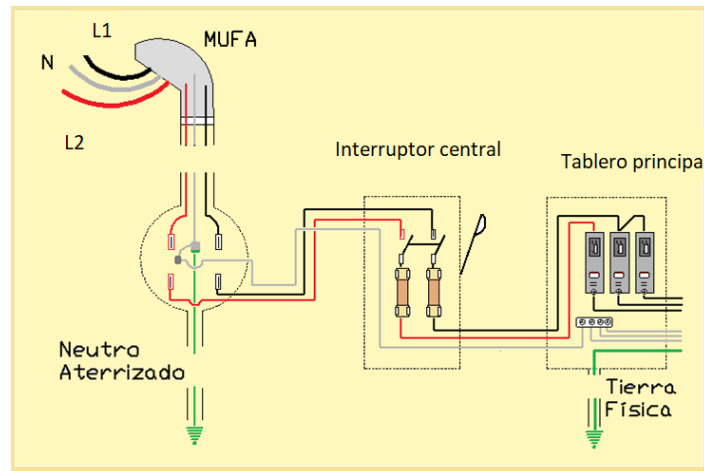 L1
MUFA
N
L2
Interruptor central
Tablero principa
Neutro
Aterrizado
Tierra
Física